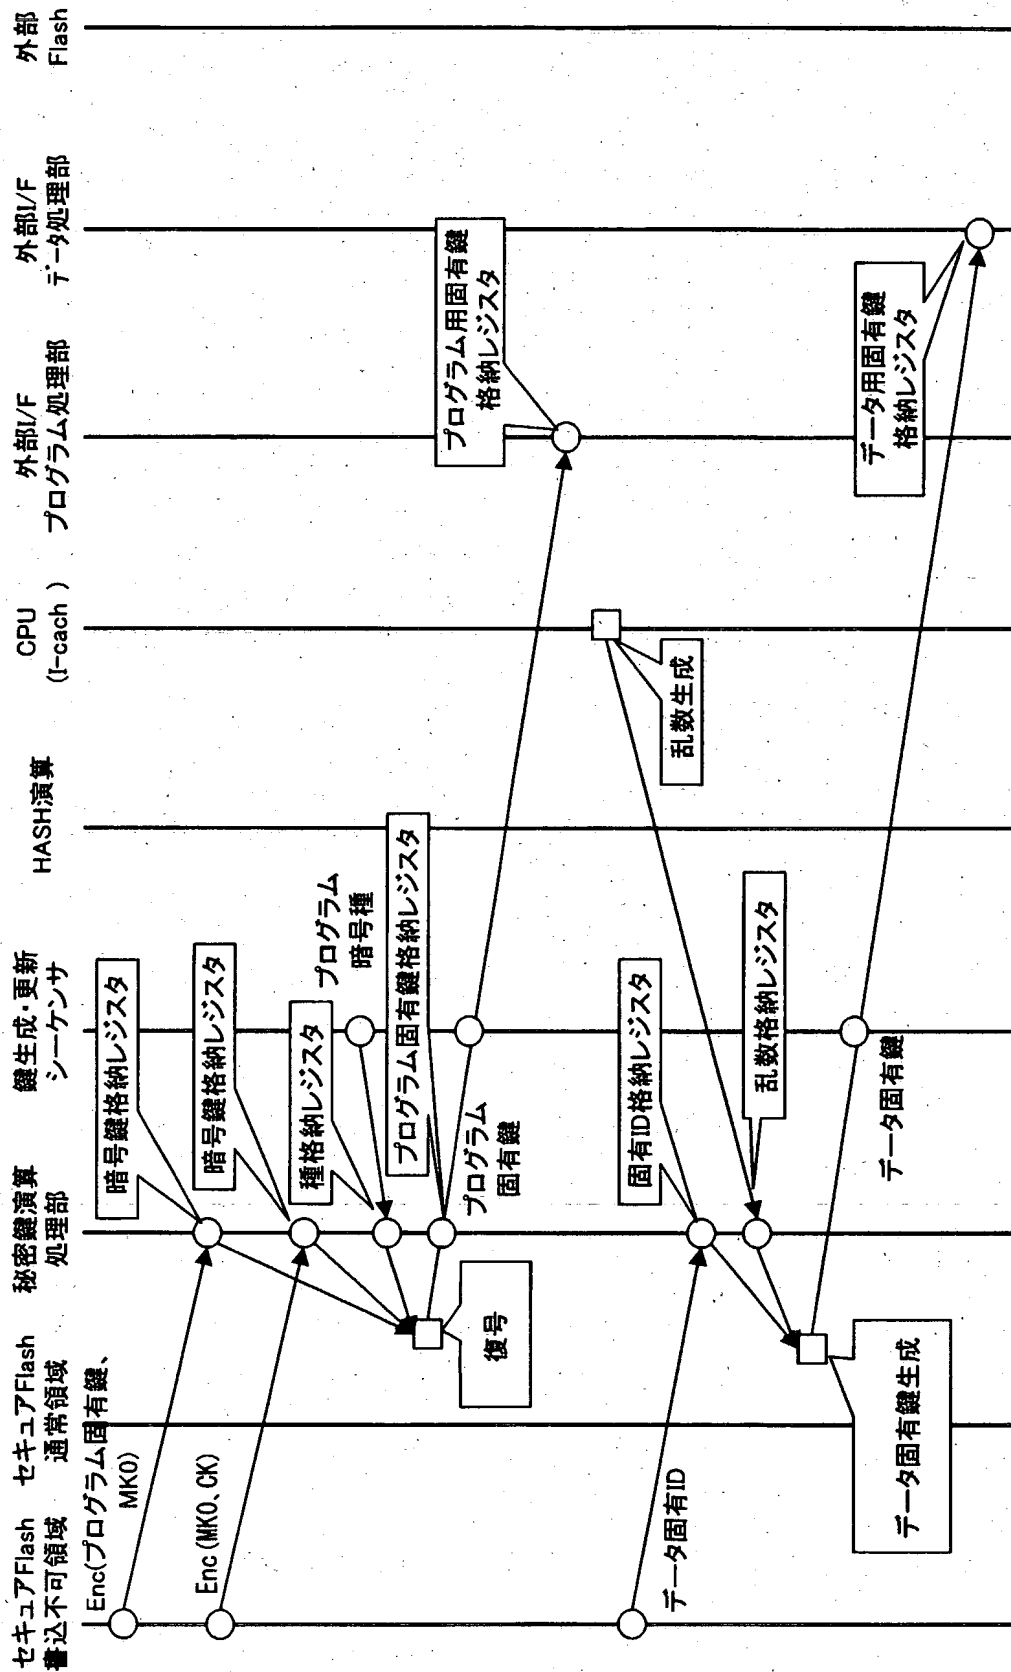 セキュアFlash
書込不可領域
セキュアFlash
通常領域
秘密鍵演算
処理部
鍵生成・更新
シーケンサ
HASH演算
CPU
(I-cach )
外部I/F
プログラム処理部
外部I/F
データ処理部
外部
Flash
Enc(プログラム固有鍵、
MK0)
暗号鍵格納レジスタ
Enc(MK0、CK)
暗号鍵格納レジスタ
種格納レジスタ
プログラム
暗号種
プログラム固有鍵格納レジスタ
復号
プログラム
固有鍵
プログラム用固有鍵
格納レジスタ
乱数生成
データ固有ID
固有ID格納レジスタ
乱数格納レジスタ
データ固有鍵生成
データ固有鍵
データ用固有鍵
格納レジスタ